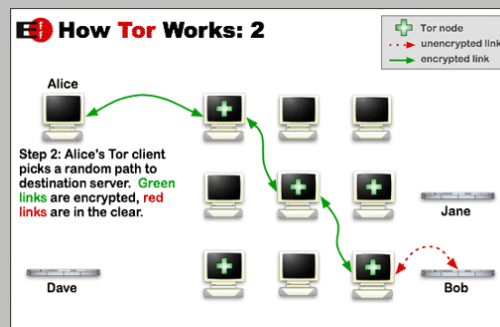 EFF How Tor Works: 2
Tor node
unencrypted link
encrypted link
Alice
Step 2: Alice's Tor client
picks a random path to
destination server. Green
links are encrypted, red
links are in the clear.
Jane
Dave
Bob